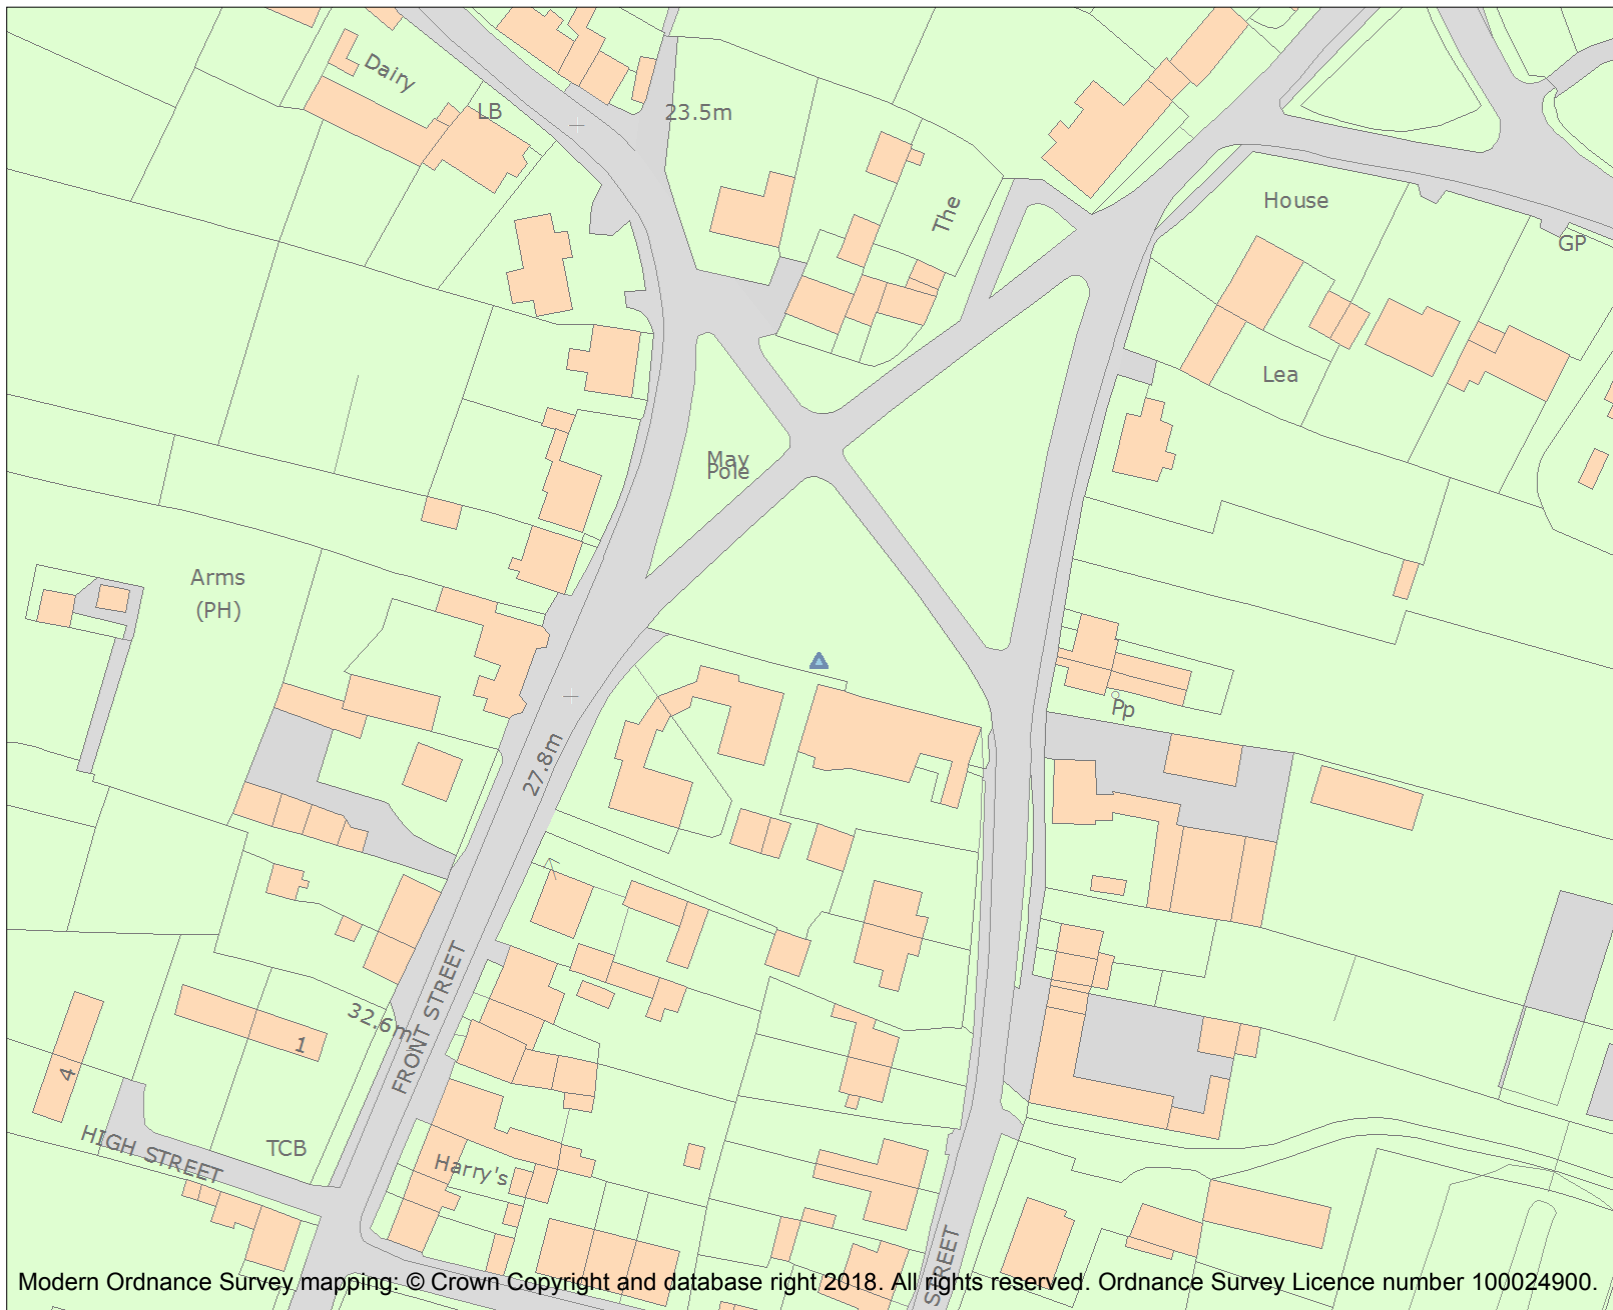 Dairy
LB
23.5m
The
House
GP
Lea
May
Pole
Arms
(PH)
Pp
27.8m
FRONT STREET
32.6m
1
4
HIGH STREET
TCB
Harry's
STREET
Modern Ordnance Survey mapping: © Crown Copyright and database right 2018. All rights reserved. Ordnance Survey Licence number 100024900.